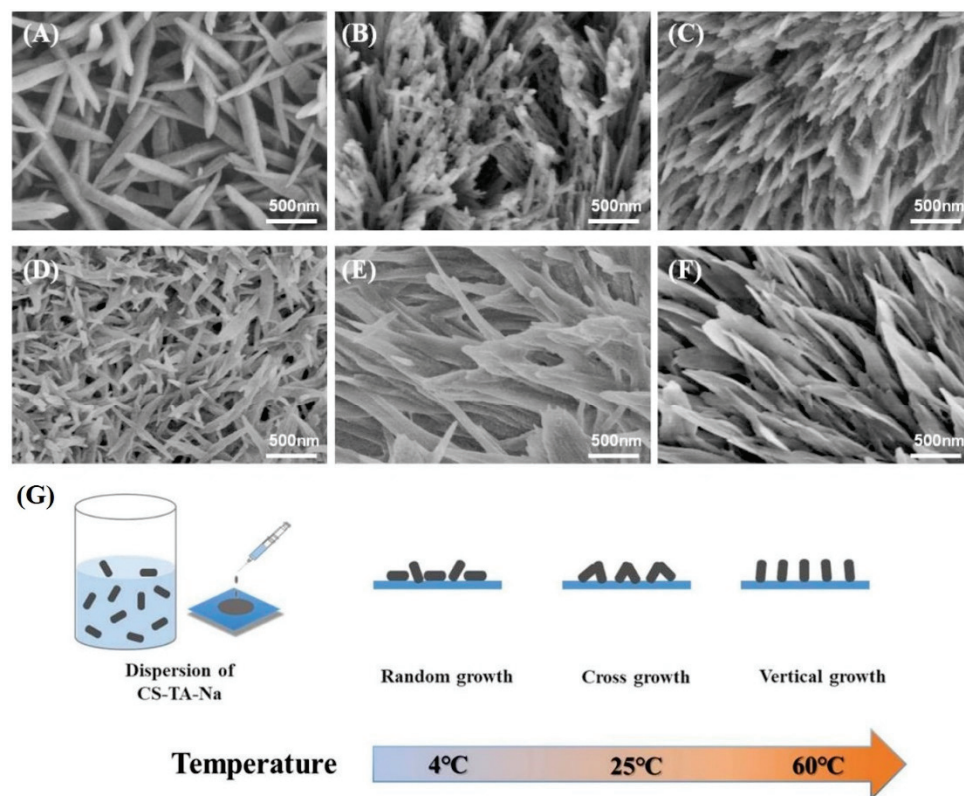 (A)
500nm
(B)
500nm
(C)
500nm
(D)
500nm
(E)
500nm
(F)
500nm
(G)
Dispersion of
CS-TA-Na
Random growth
Cross growth
Vertical growth
Temperature
4℃
25℃
60℃